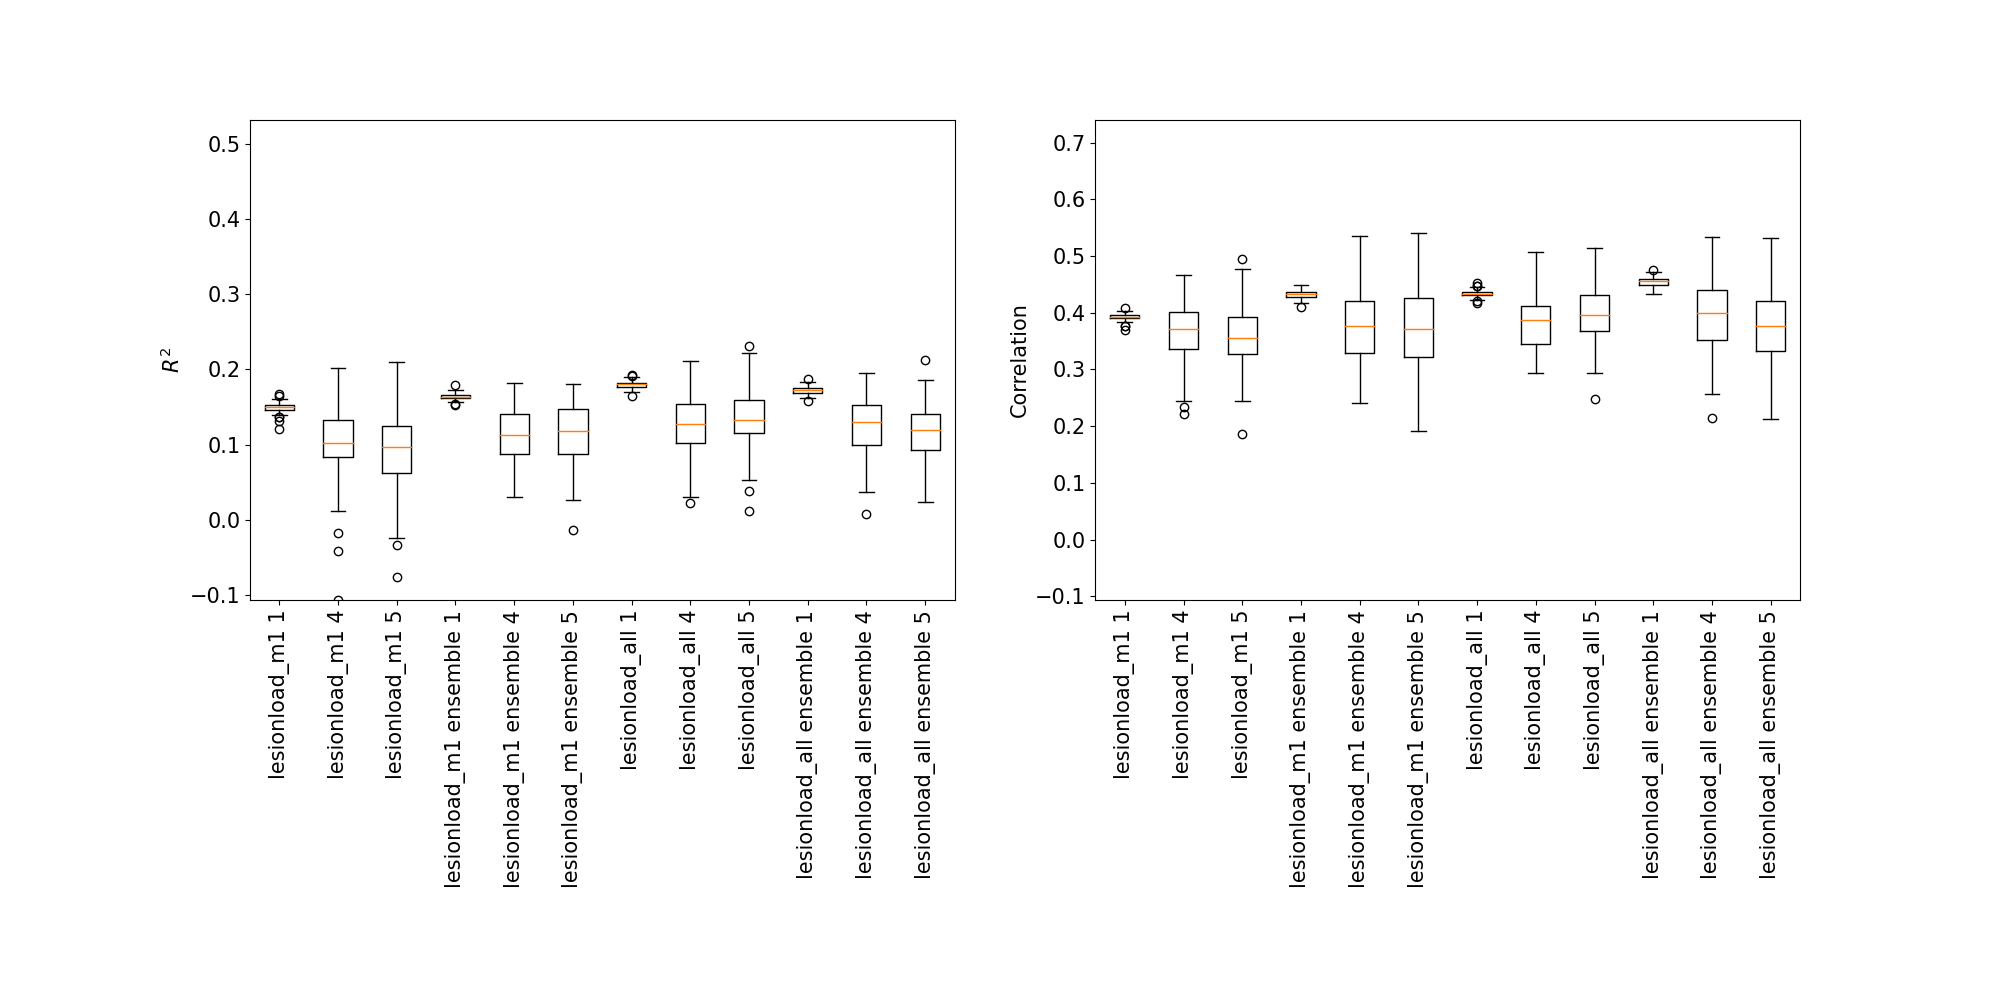 0.5
0.4
0.3
0.2
0.1
0.0
−0.1
R²
lesionload_m1 1
lesionload_m1 4
lesionload_m1 5
lesionload_m1 ensemble 1
lesionload_m1 ensemble 4
lesionload_m1 ensemble 5
lesionload_all 1
lesionload_all 4
lesionload_all 5
lesionload_all ensemble 1
lesionload_all ensemble 4
lesionload_all ensemble 5
0.7
0.6
0.5
0.4
0.3
0.2
0.1
0.0
−0.1
Correlation
lesionload_m1 1
lesionload_m1 4
lesionload_m1 5
lesionload_m1 ensemble 1
lesionload_m1 ensemble 4
lesionload_m1 ensemble 5
lesionload_all 1
lesionload_all 4
lesionload_all 5
lesionload_all ensemble 1
lesionload_all ensemble 4
lesionload_all ensemble 5